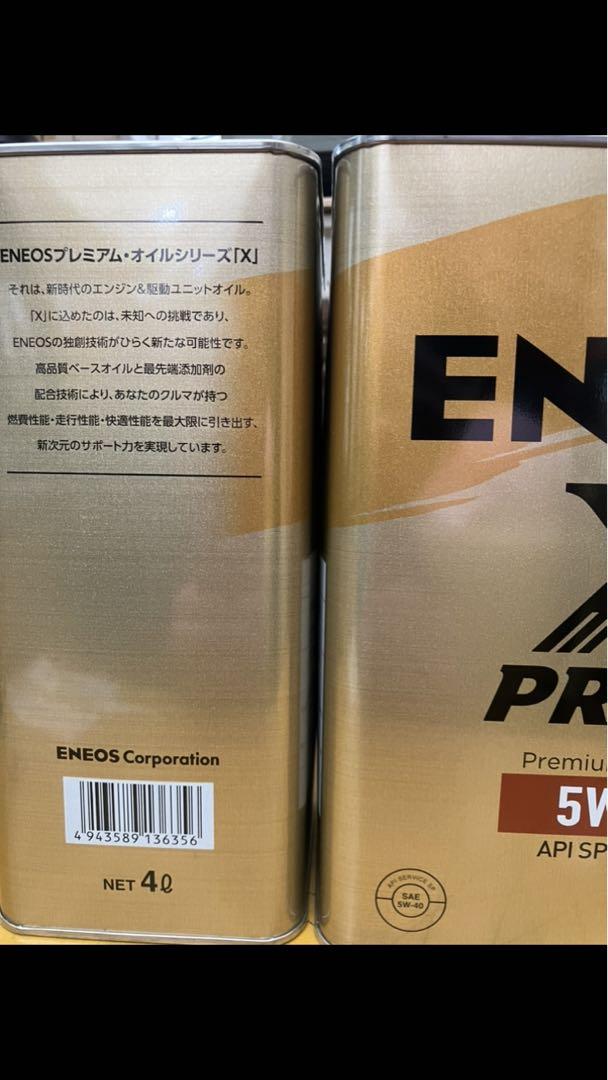 ENEOSプレミアム・オイルシリーズ「X」
それは、新時代のエンジン&駆動ユニットオイル。
「X」に込めたのは、未知への挑戦であり、
ENEOSの独創技術がひらく新たな可能性です。
高品質ベースオイルと最先端添加剤の
配合技術により、あなたのクルマが持つ
燃費性能・走行性能・快適性能を最大限に引き出す、
新次元のサポート力を実現しています。
ENEOS Corporation
4 943589 136356
NET 4ℓ
EN
X
PR
Premiu
5W
API SP
API SERVICE SP
SAE
5W-40